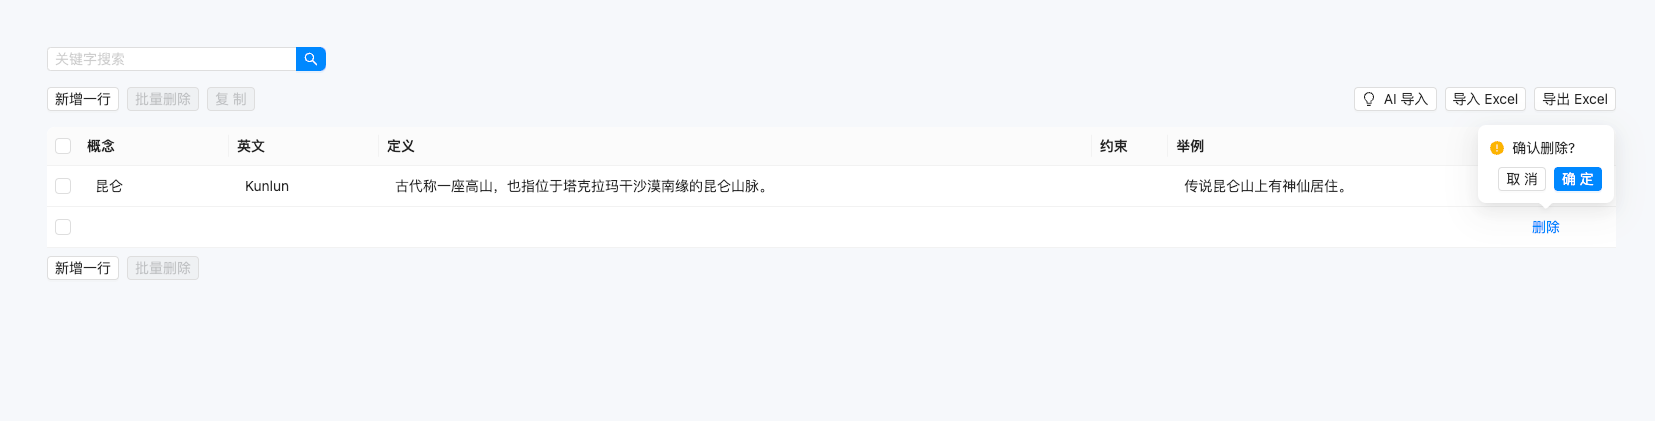 关键字搜索
新增一行 批量删除 复 制 AI 导入 导入 Excel 导出 Excel
概念 英文 定义 约束 举例
确认删除?
取 消 确 定
昆仑 Kunlun 古代称一座高山，也指位于塔克拉玛干沙漠南缘的昆仑山脉。 传说昆仑山上有神仙居住。
删除
新增一行 批量删除